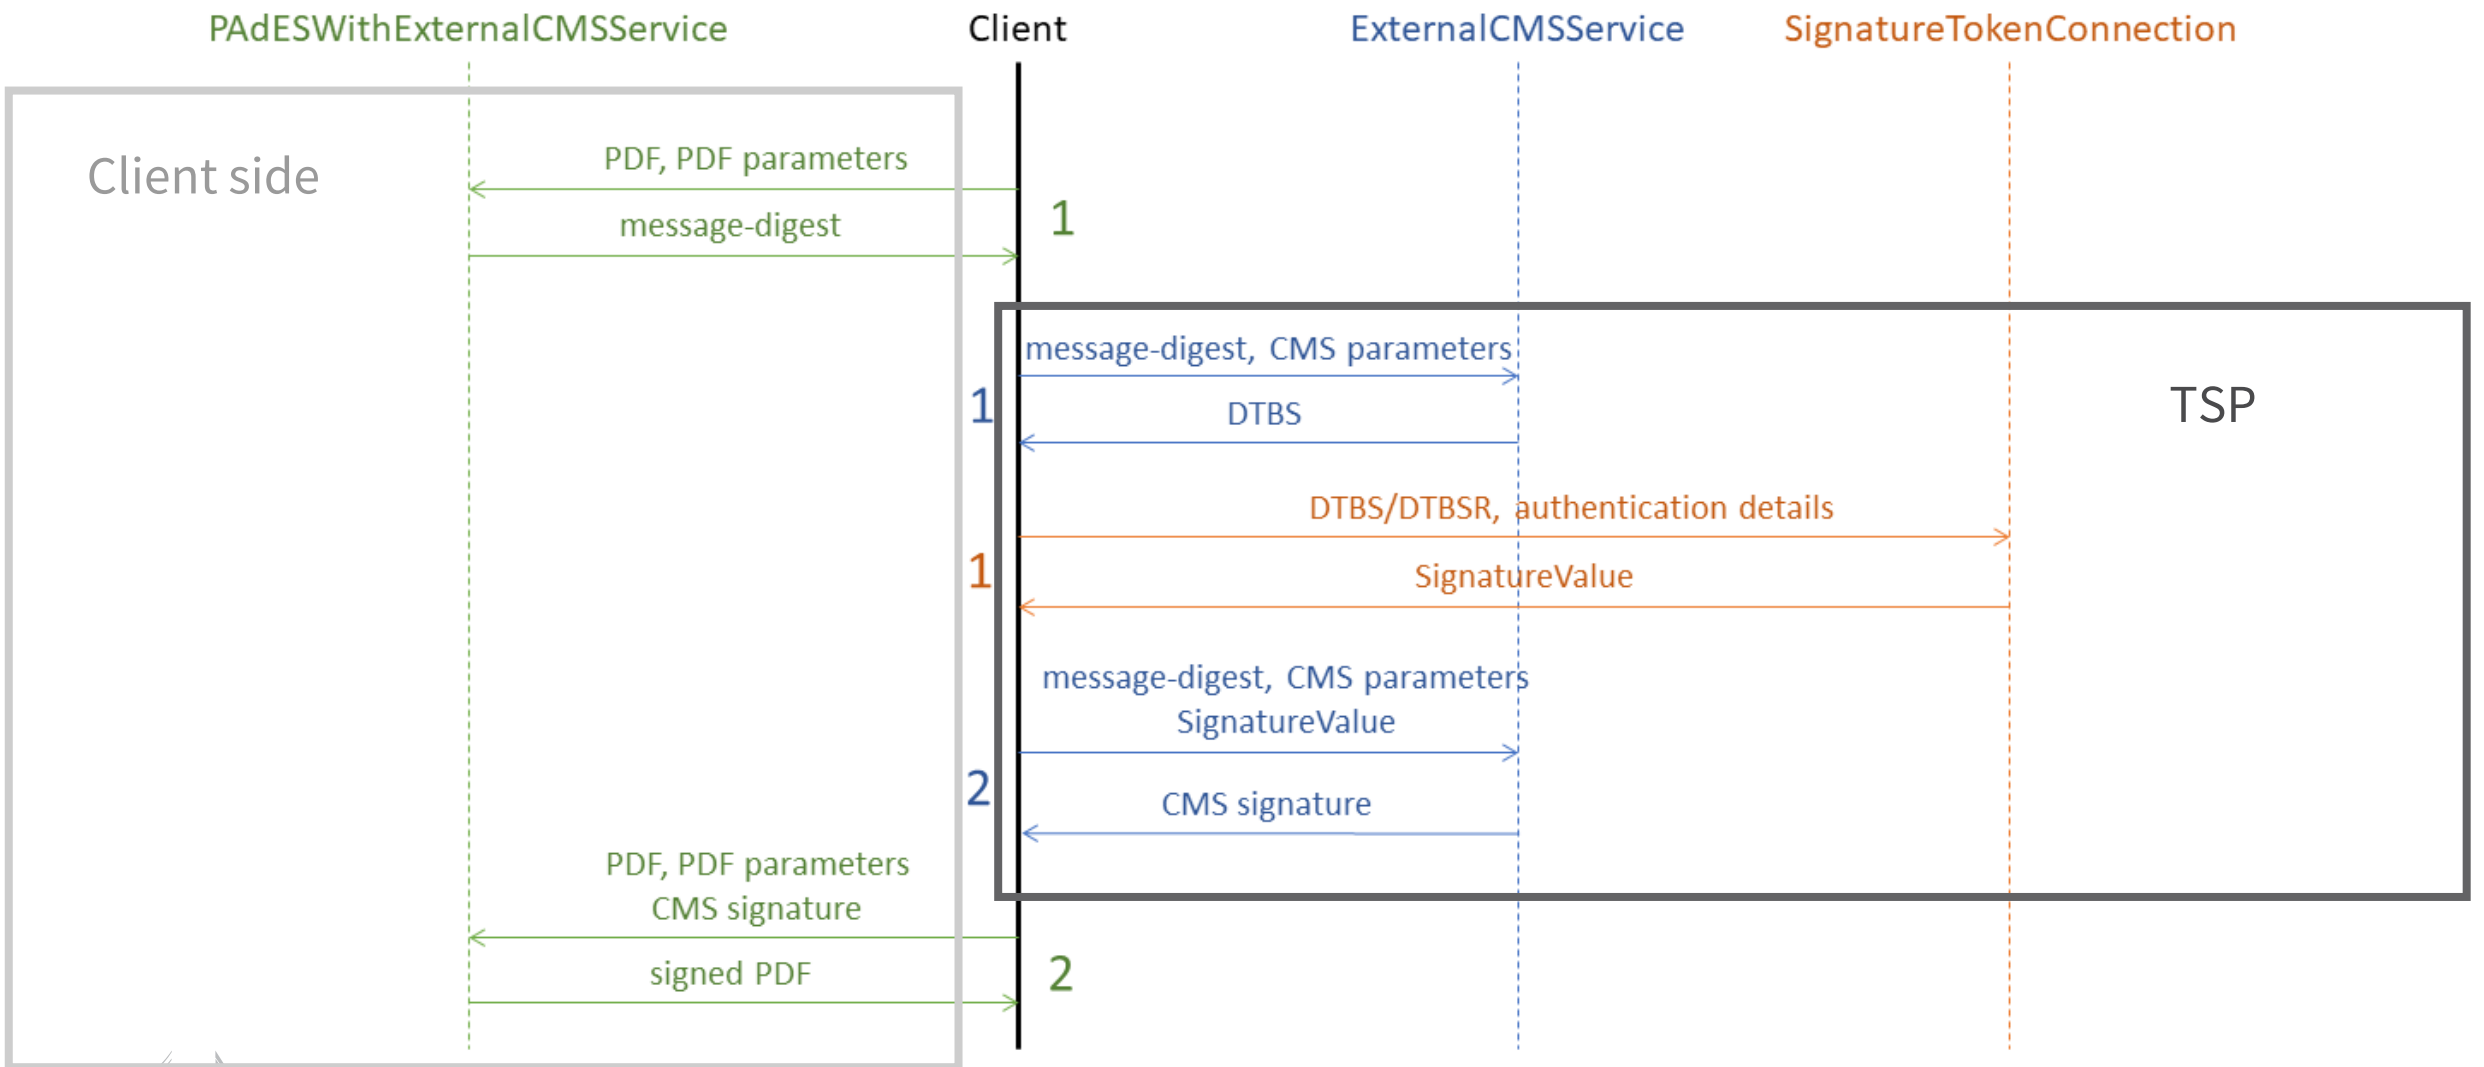 PAdESWithExternalCMSService
Client
ExternalCMSService
SignatureTokenConnection
Client side
PDF, PDF parameters
1
message-digest
message-digest, CMS parameters
1
DTBS
TSP
DTBS/DTBSR, authentication details
1
SignatureValue
message-digest, CMS parameters
SignatureValue
2
CMS signature
PDF, PDF parameters
CMS signature
2
signed PDF